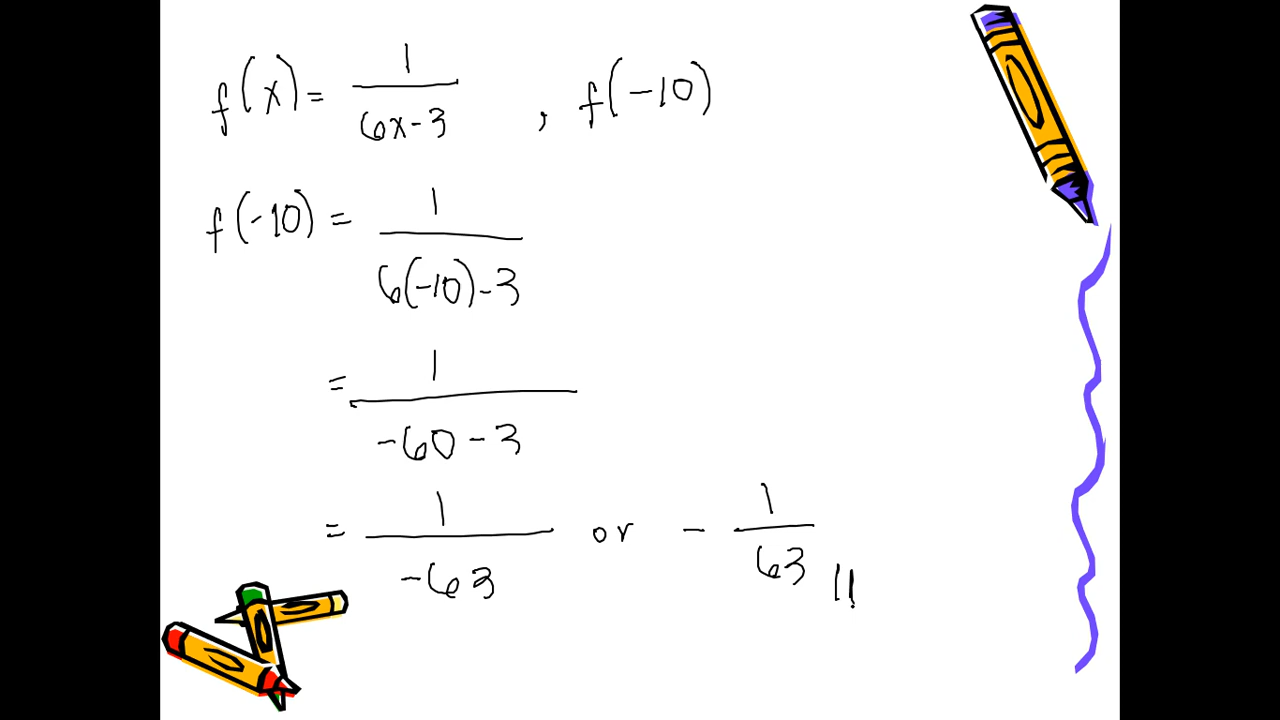 f(x) = 1/(6x-3) , f(-10)
f(-10) = 1/(6(-10)-3)
= 1/(-60-3)
= 1/(-63) or - 1/63 //